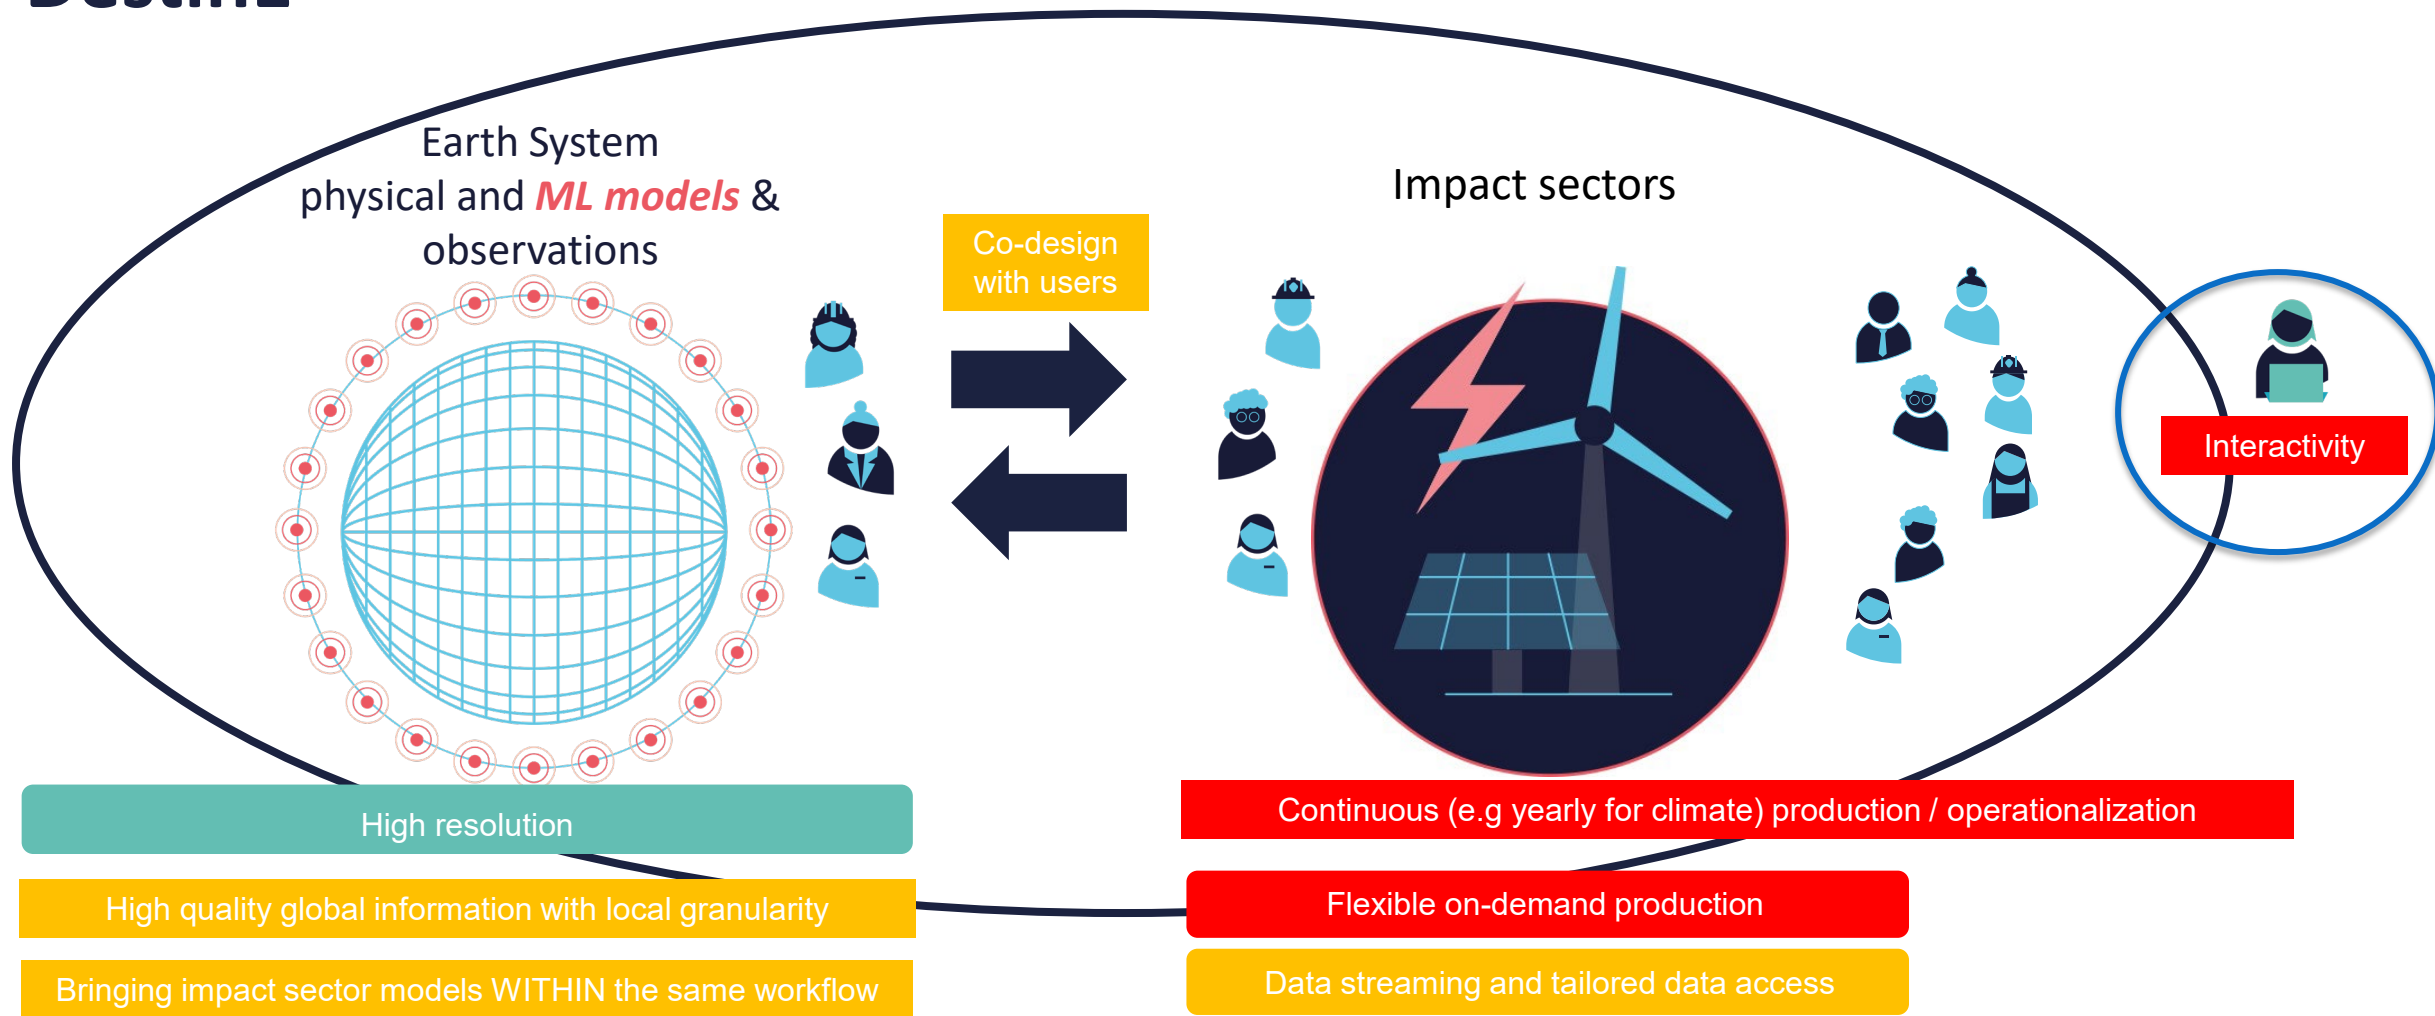 DestinE
Earth System
physical and ML models &
observations
Impact sectors
Co-design
with users
Interactivity
High resolution
Continuous (e.g yearly for climate) production / operationalization
High quality global information with local granularity
Flexible on-demand production
Bringing impact sector models WITHIN the same workflow
Data streaming and tailored data access